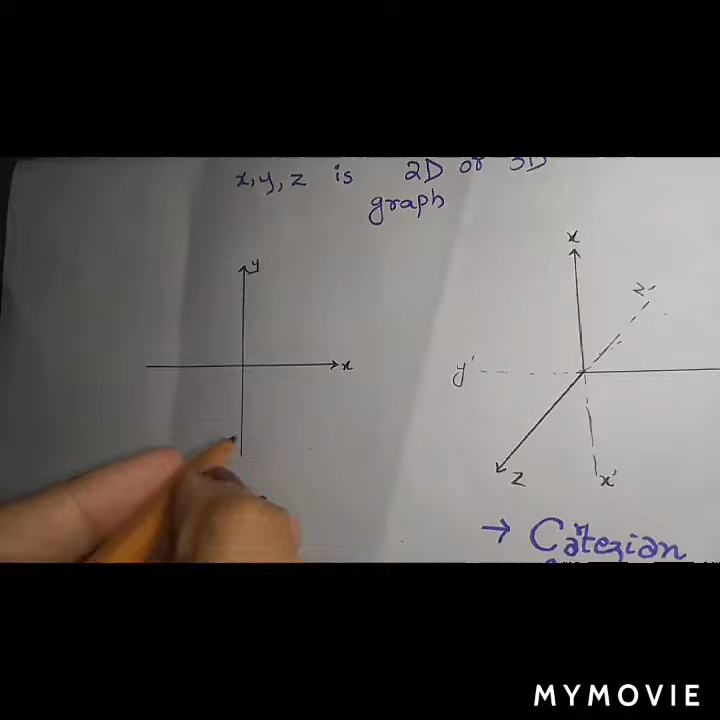 x, y, z is 2D or 3D
graph
y
x
x
z'
y'
z
x'
→ Catezian
MYMOVIE